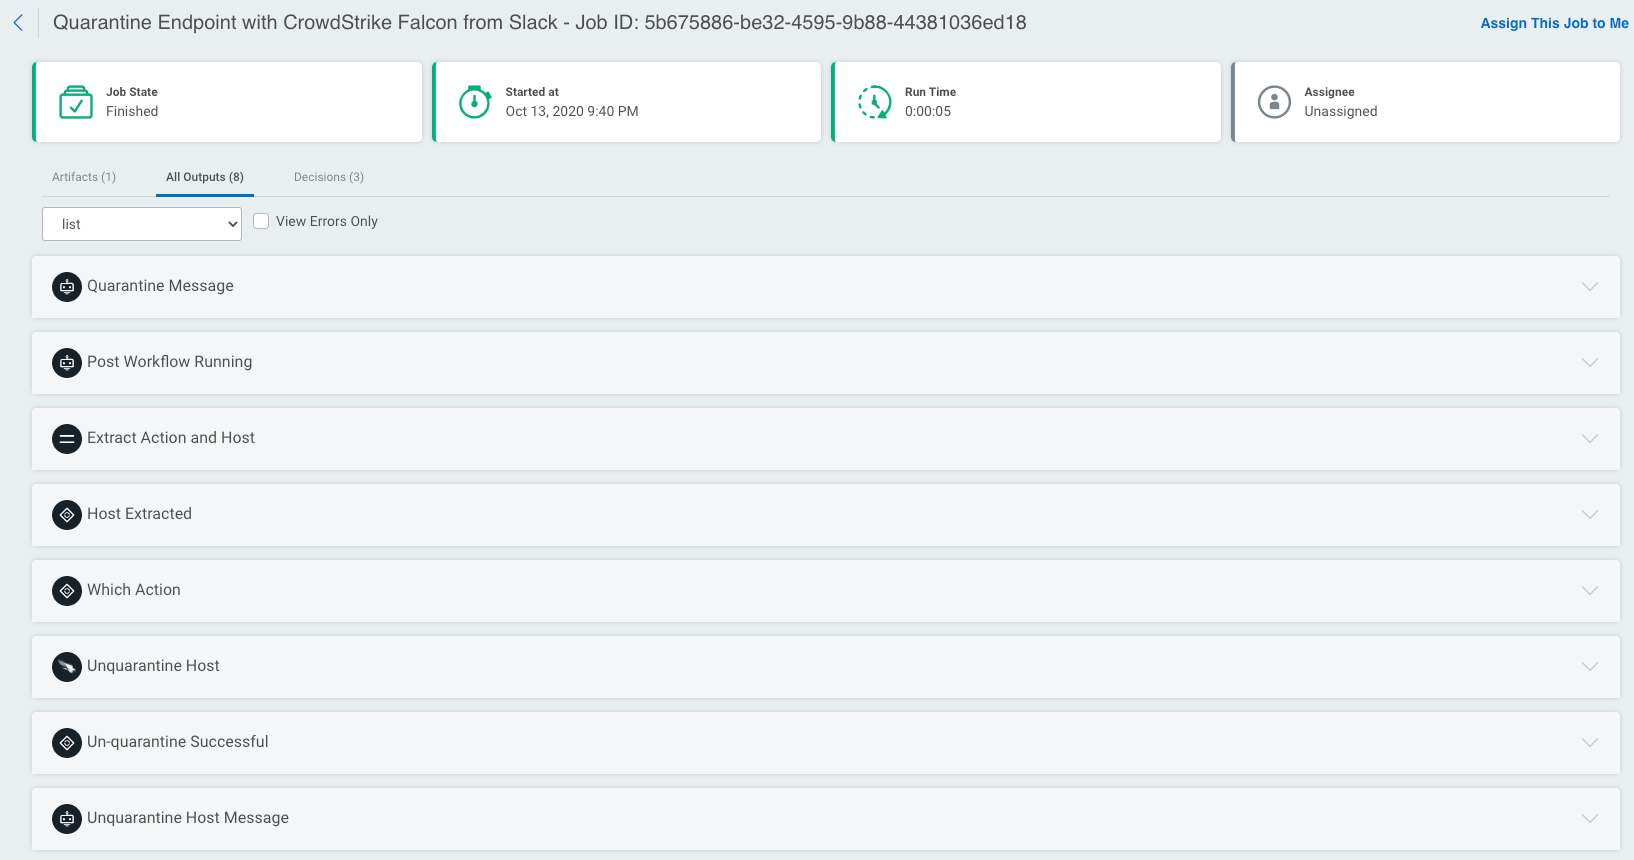 Quarantine Endpoint with CrowdStrike Falcon from Slack - Job ID: 5b675886-be32-4595-9b88-44381036ed18
Assign This Job to Me
Job State
Finished
Started at
Oct 13, 2020 9:40 PM
Run Time
0:00:05
Assignee
Unassigned
Artifacts (1)
All Outputs (8)
Decisions (3)
list
View Errors Only
Quarantine Message
Post Workflow Running
Extract Action and Host
Host Extracted
Which Action
Unquarantine Host
Un-quarantine Successful
Unquarantine Host Message